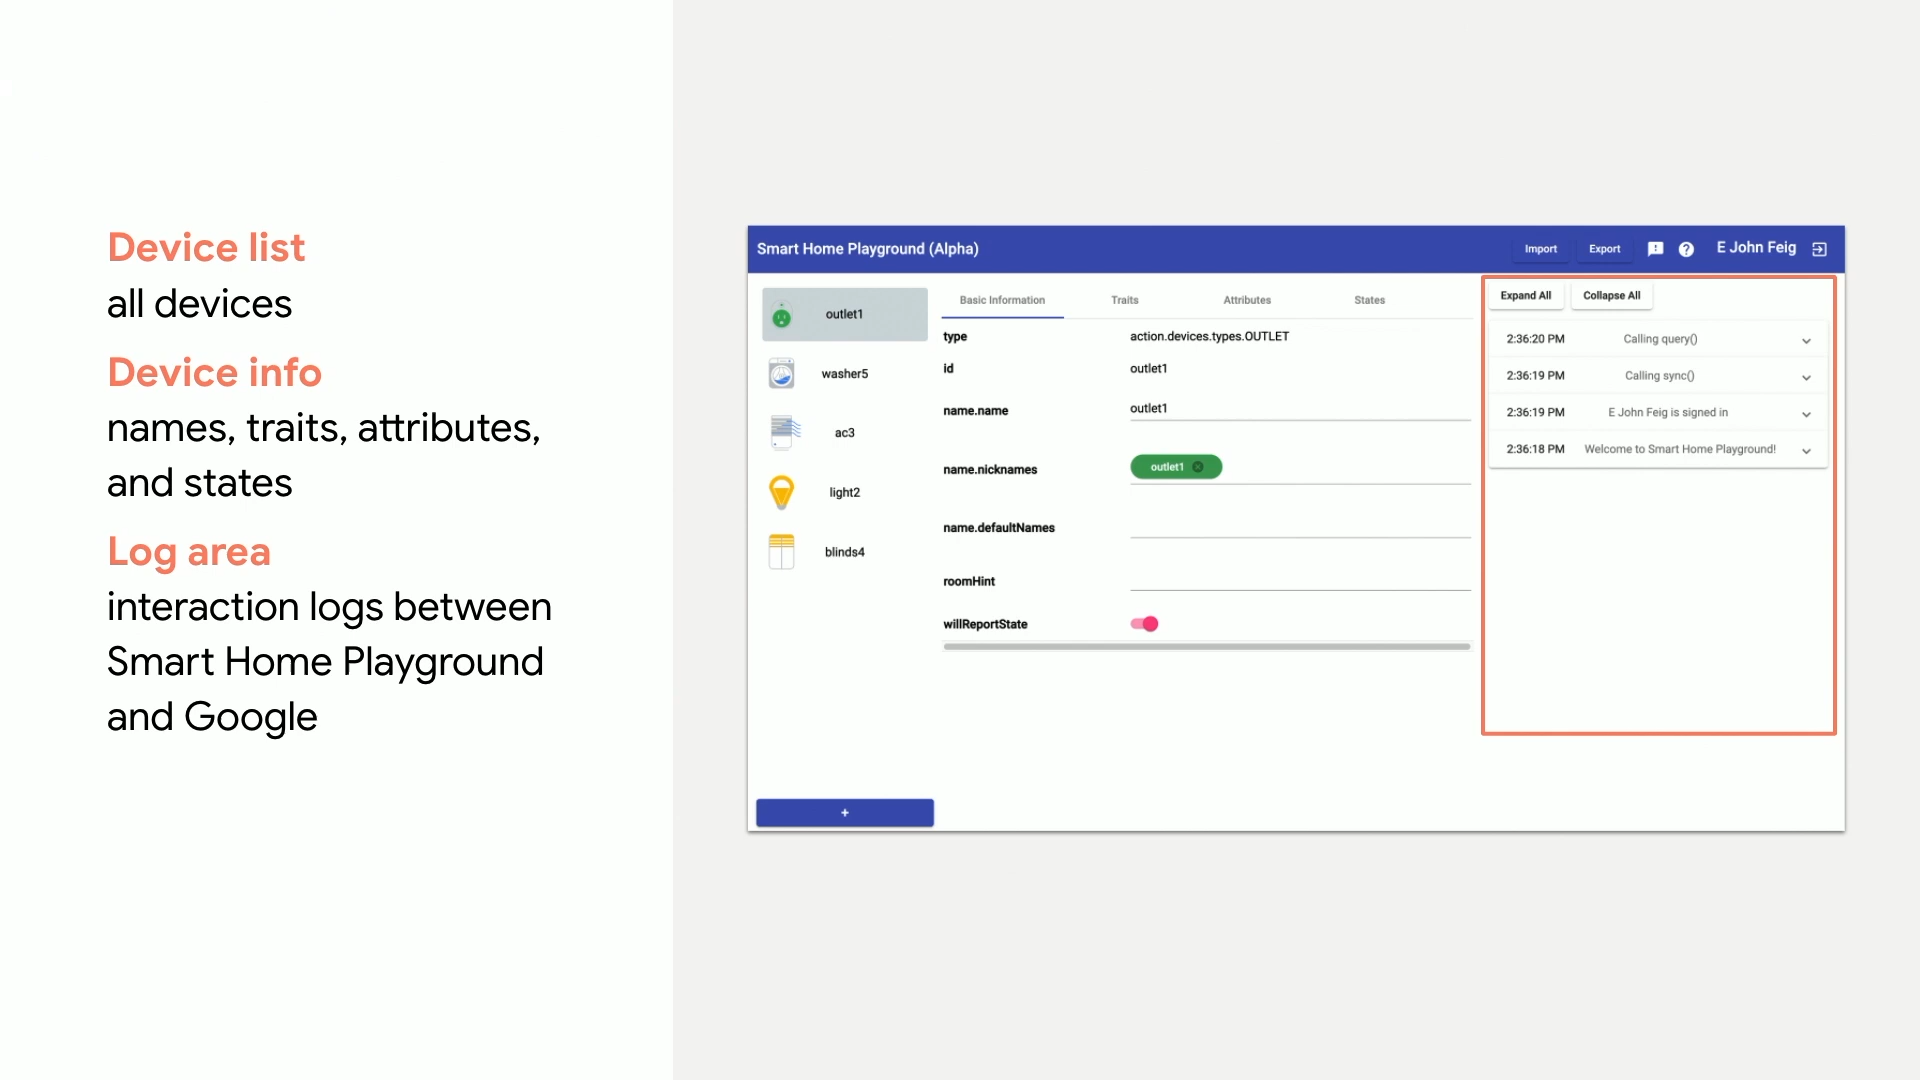 Device list
all devices
Device info
names, traits, attributes,
and states
Log area
interaction logs between
Smart Home Playground
and Google
Smart Home Playground (Alpha)
Import
Export
E John Feig
outlet1
washer5
ac3
light2
blinds4
+
Basic Information
Traits
Attributes
States
type
action.devices.types.OUTLET
id
outlet1
name.name
outlet1
name.nicknames
outlet1
name.defaultNames
roomHint
willReportState
Expand All
Collapse All
2:36:20 PM Calling query()
2:36:19 PM Calling sync()
2:36:19 PM E John Feig is signed in
2:36:18 PM Welcome to Smart Home Playground!